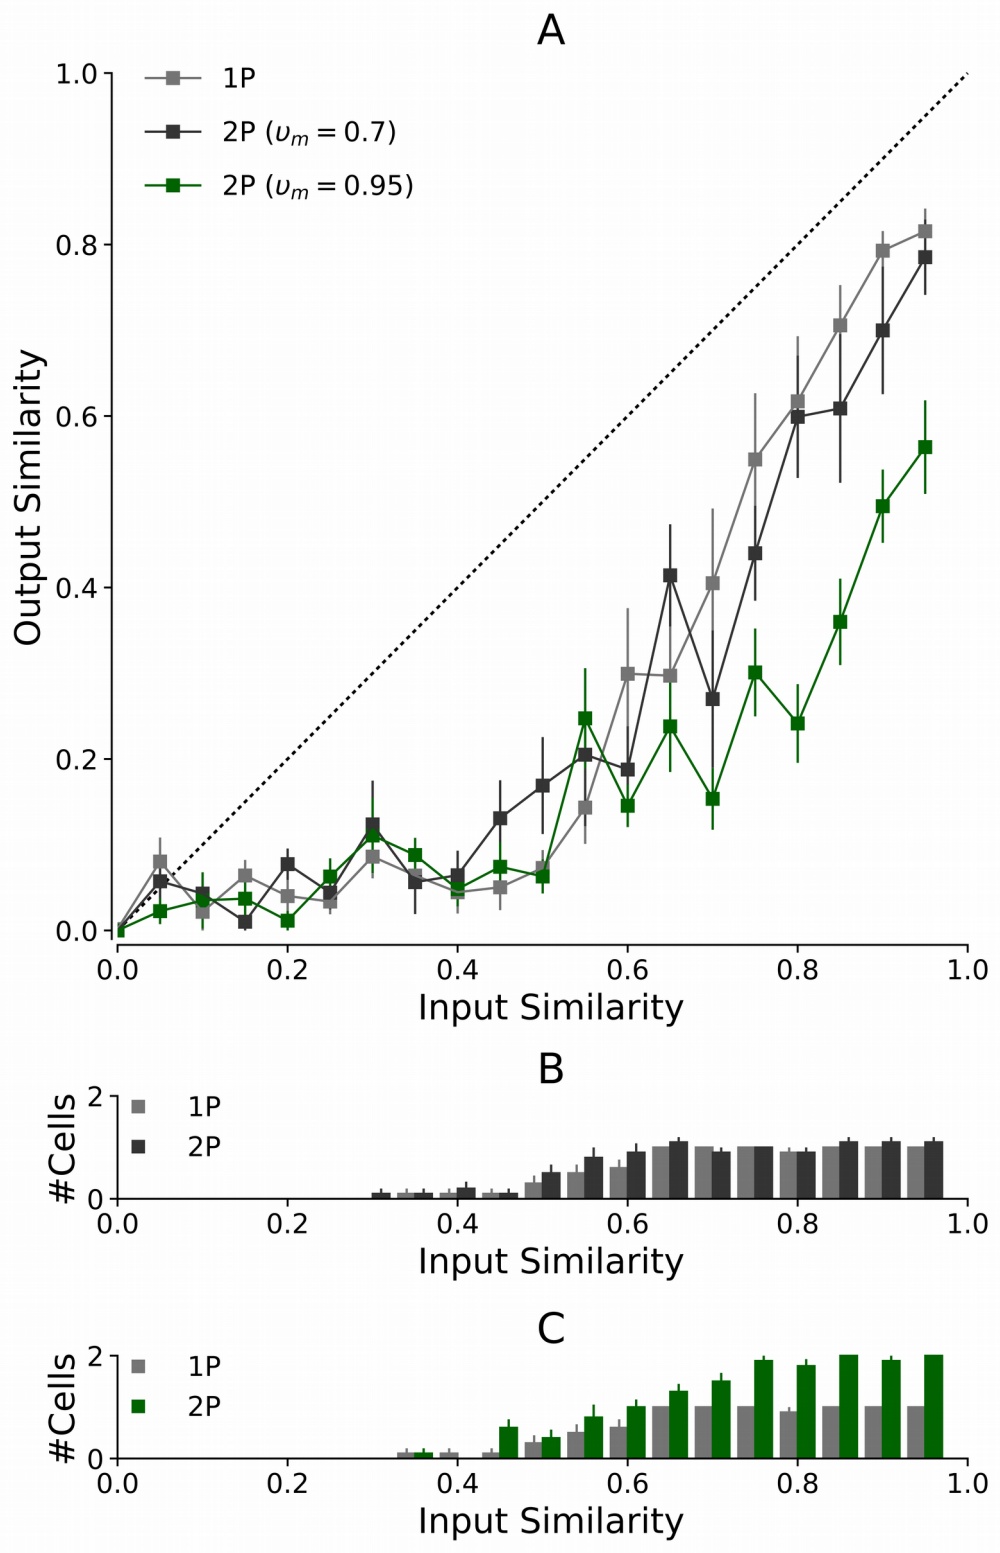 A
1P
2P (υm = 0.7)
2P (υm = 0.95)
1.0
0.8
0.6
0.4
0.2
0.0
Output Similarity
0.0 0.2 0.4 0.6 0.8 1.0
Input Similarity
B
2
0
#Cells
1P
2P
0.0 0.2 0.4 0.6 0.8 1.0
Input Similarity
C
2
0
#Cells
1P
2P
0.0 0.2 0.4 0.6 0.8 1.0
Input Similarity